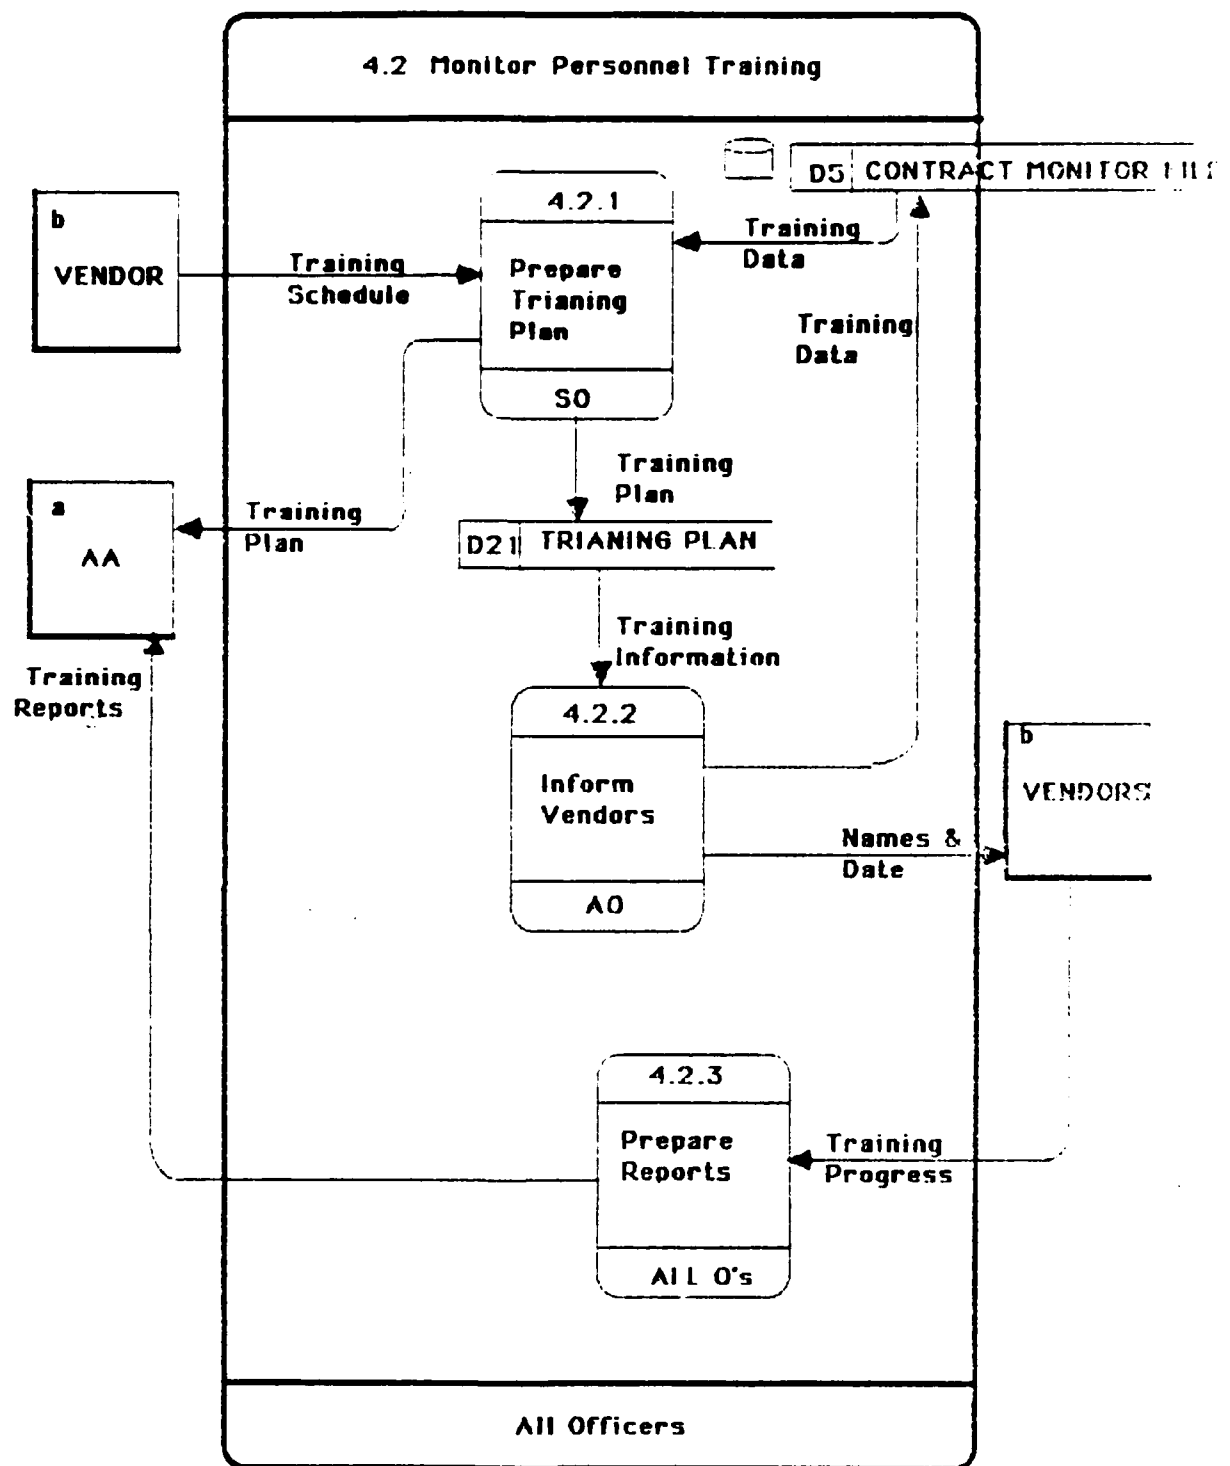 4.2 Monitor Personnel Training
D5 CONTRACT MONITOR
b
VENDOR
Training
Schedule
4.2.1
Prepare
Trianing
Plan
SO
Training
Data
Training
Data
Training
Plan
a
AA
Training
Plan
D21 TRIANING PLAN
Training
Information
Training
Reports
4.2.2
Inform
Vendors
AO
b
VENDORS
Names &
Date
4.2.3
Prepare
Reports
All O's
Training
Progress
All Officers